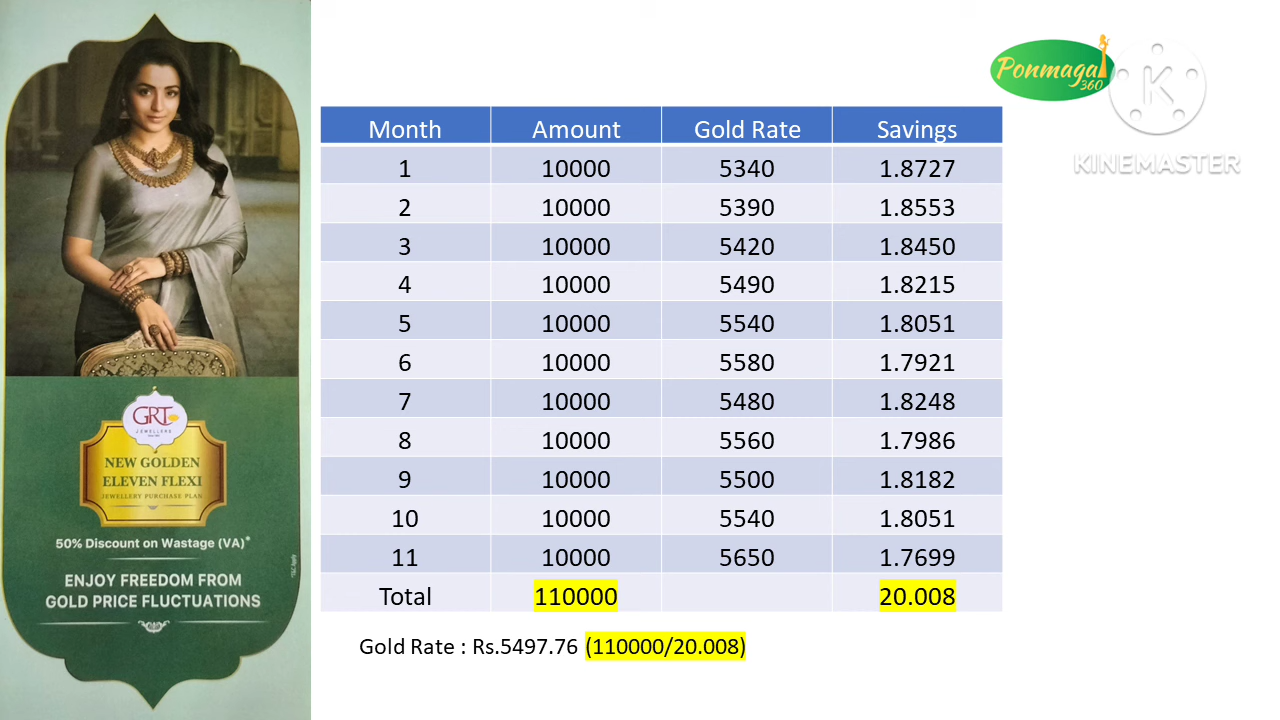 Ponmagal
360
K
KINEMASTER
Month Amount Gold Rate Savings
1 10000 5340 1.8727
2 10000 5390 1.8553
3 10000 5420 1.8450
4 10000 5490 1.8215
5 10000 5540 1.8051
6 10000 5580 1.7921
7 10000 5480 1.8248
8 10000 5560 1.7986
9 10000 5500 1.8182
10 10000 5540 1.8051
11 10000 5650 1.7699
Total 110000 20.008
Gold Rate : Rs.5497.76 (110000/20.008)
GRT
JEWELLERS
NEW GOLDEN
ELEVEN FLEXI
JEWELLERY PURCHASE PLAN
50% Discount on Wastage (VA)*
ENJOY FREEDOM FROM
GOLD PRICE FLUCTUATIONS